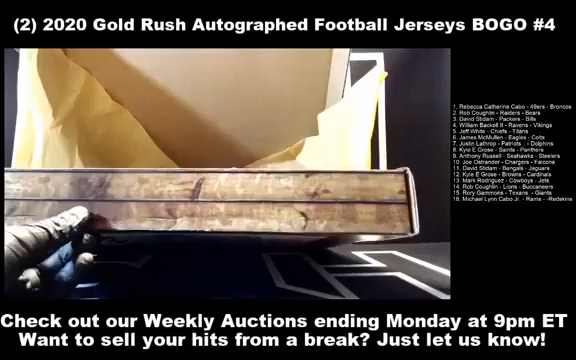 (2) 2020 Gold Rush Autographed Football Jerseys BOGO #4
1. Rebecca Catherine Cabo - 49ers - Broncos
2. Rob Coughlin - Raiders - Bears
3. David Stidam - Packers - Bills
4. William Backell II - Ravens - Vikings
5. Jeff White - Chiefs - Titans
6. James McMullen - Eagles - Colts
7. Justin Lathrop - Patriots - Dolphins
8. Kyle E Grose - Saints - Panthers
9. Anthony Russell - Seahawks - Steelers
10. Joe Ostrander - Chargers - Falcons
11. David Stidam - Bengals - Jaguars
12. Kyle E Grose - Browns - Cardinals
13. Mark Rodriguez - Cowboys - Jets
14. Rob Coughlin - Lions - Buccaneers
15. Rory Gammons - Texans - Giants
16. Michael Lynn Cabo Jr. - Rams - -Redskins
Check out our Weekly Auctions ending Monday at 9pm ET
Want to sell your hits from a break? Just let us know!